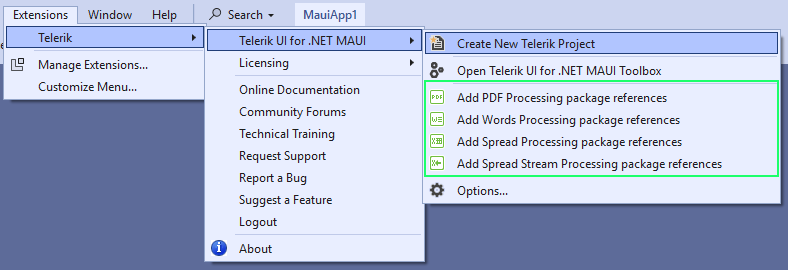 Extensions Window Help Search MauiApp1
Telerik
Manage Extensions...
Customize Menu...
Telerik UI for .NET MAUI
Licensing
Online Documentation
Community Forums
Technical Training
Request Support
Report a Bug
Suggest a Feature
Logout
About
Create New Telerik Project
Open Telerik UI for .NET MAUI Toolbox
PDF Add PDF Processing package references
Add Words Processing package references
Add Spread Processing package references
Add Spread Stream Processing package references
Options...